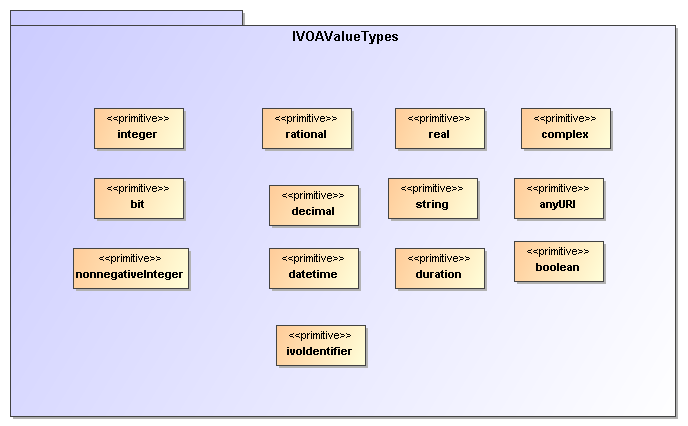 IVOAValueTypes
<<primitive>>
integer
<<primitive>>
rational
<<primitive>>
real
<<primitive>>
complex
<<primitive>>
bit
<<primitive>>
decimal
<<primitive>>
string
<<primitive>>
anyURI
<<primitive>>
nonnegativeInteger
<<primitive>>
datetime
<<primitive>>
duration
<<primitive>>
boolean
<<primitive>>
ivoIdentifier